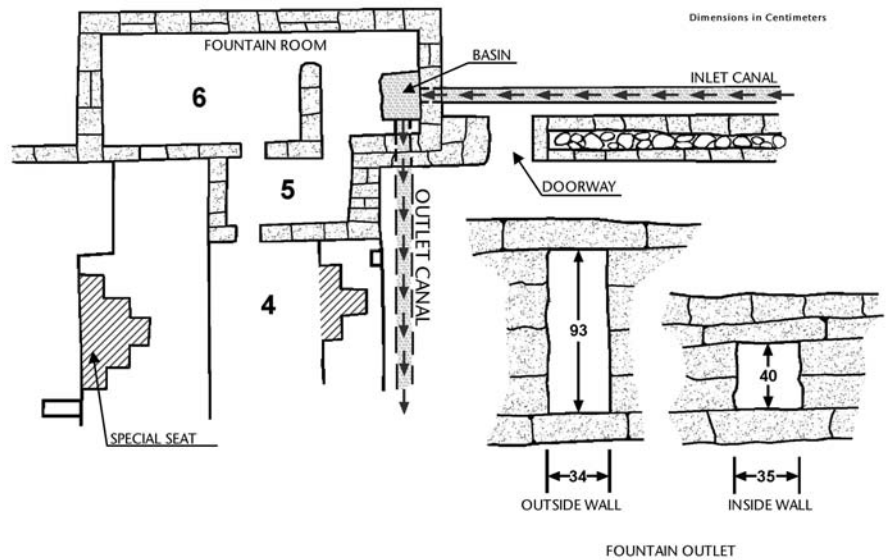 Dimensions in Centimeters
FOUNTAIN ROOM
BASIN
INLET CANAL
6
5
DOORWAY
OUTLET CANAL
4
93
40
SPECIAL SEAT
34
35
OUTSIDE WALL
INSIDE WALL
FOUNTAIN OUTLET